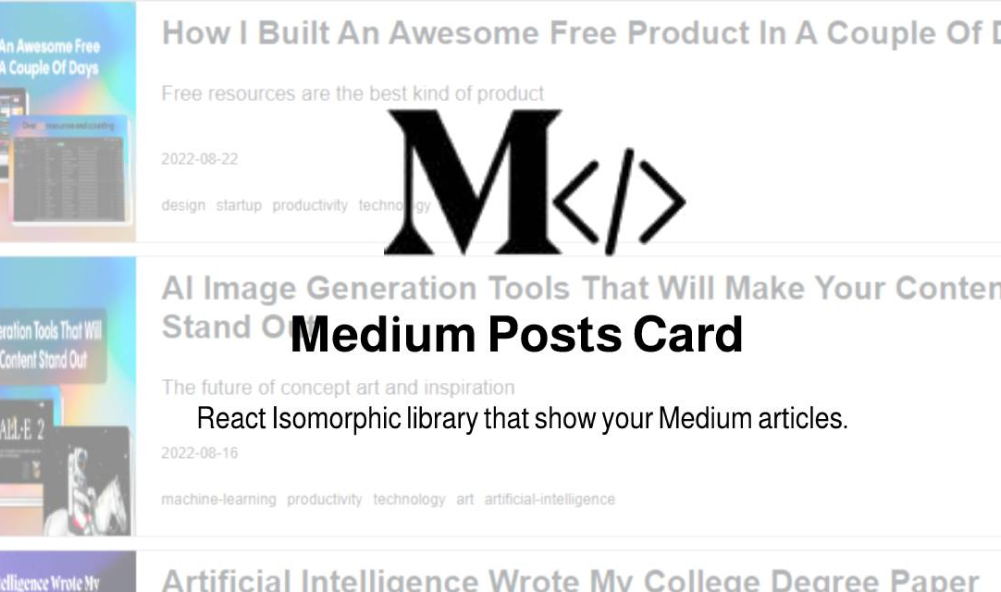 An Awesome Free
A Couple Of Days
How I Built An Awesome Free Product In A Couple Of D
Free resources are the best kind of product
2022-08-22
design startup productivity techno gy
M</>
AI Image Generation Tools That Will Make Your Conten
Stand Out
Medium Posts Card
eration Tools That Will
Content Stand Out
The future of concept art and inspiration
React Isomorphic library that show your Medium articles.
ALL·E 2
2022-08-16
machine-learning productivity technology art artificial-intelligence
elligence Wrote My
Artificial Intelligence Wrote My College Degree Paper